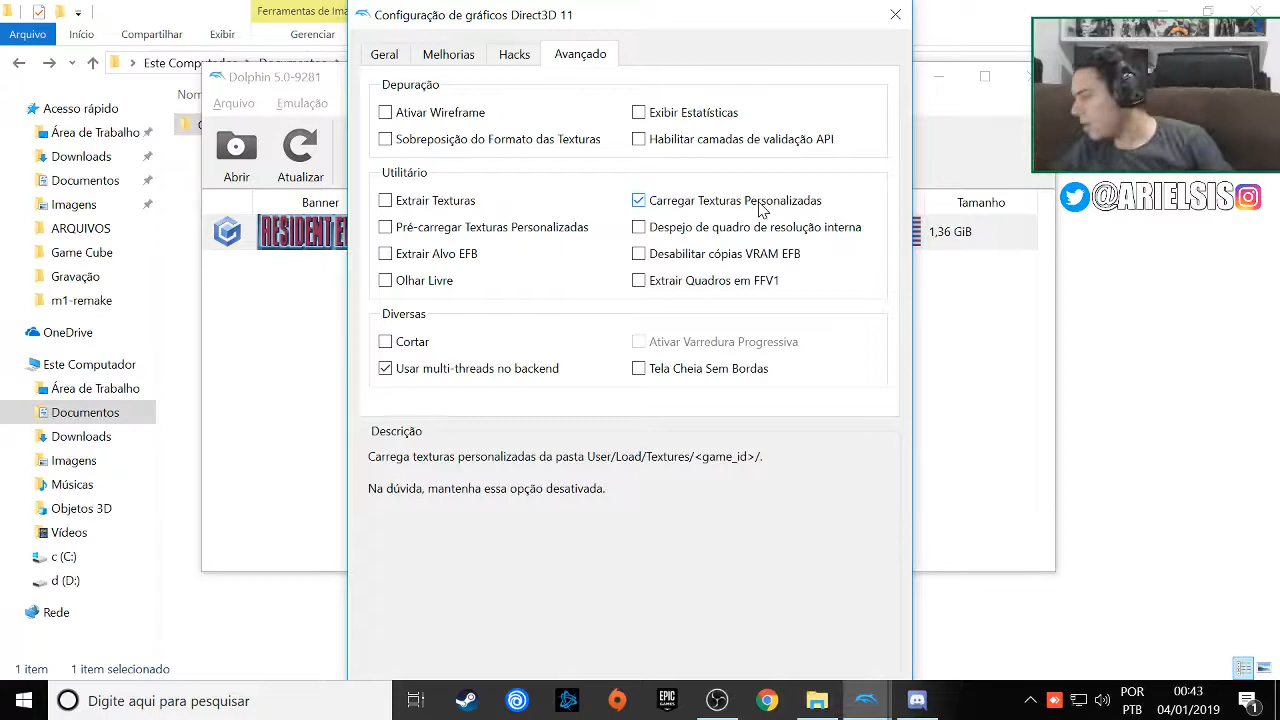 Ferramentas de Ima
Arquivo
Início
Compartilhar
Exibir
Gerenciar
Este Computador
Acesso rápido
Área de Trabalho
Downloads
Documentos
Imagens
ARQUIVOS
Game Cube
Gravação
m1-remake
OneDrive
Este Computador
Área de Trabalho
Documentos
Downloads
Imagens
Músicas
Objetos 3D
Vídeos
c (C:)
d (D:)
Rede
1 item
1 item selecionado
Dolphin 5.0-9281
Arquivo
Emulação
Abrir
Atualizar
Banner
Tamanho
1,36 GiB
Configuração de gráficos Direct3D 11
Geral
Hacks
Avançado
Depuração
Ativar Wireframe
Exibir Estatísticas
Sobreposição do Formato das Texturas
Habilitar camadas de validação API
Utilitário
Extrair Texturas
Carregar Texturas Personalizadas
Pré-carregar Texturas Personalizadas
Despejo de quadro de resolução interna
Extrair Alvo EFB
Desabilitar cópias VRAM EFB
Olhar Livre
Extrair Quadros em FFV1
Diversas
Cortar
Ativar Varredura Progressiva
Usar multi-threads no backend
Tela Cheia Sem Bordas
Descrição
Carrega texturas personalizadas da pasta User/Load/Textures/<game_id>/.
Na dúvida, mantenha essa opção desativada.
@ARIELSIS
Digite aqui para pesquisar
EPIC
GAMES
POR
PTB
00:43
04/01/2019
1